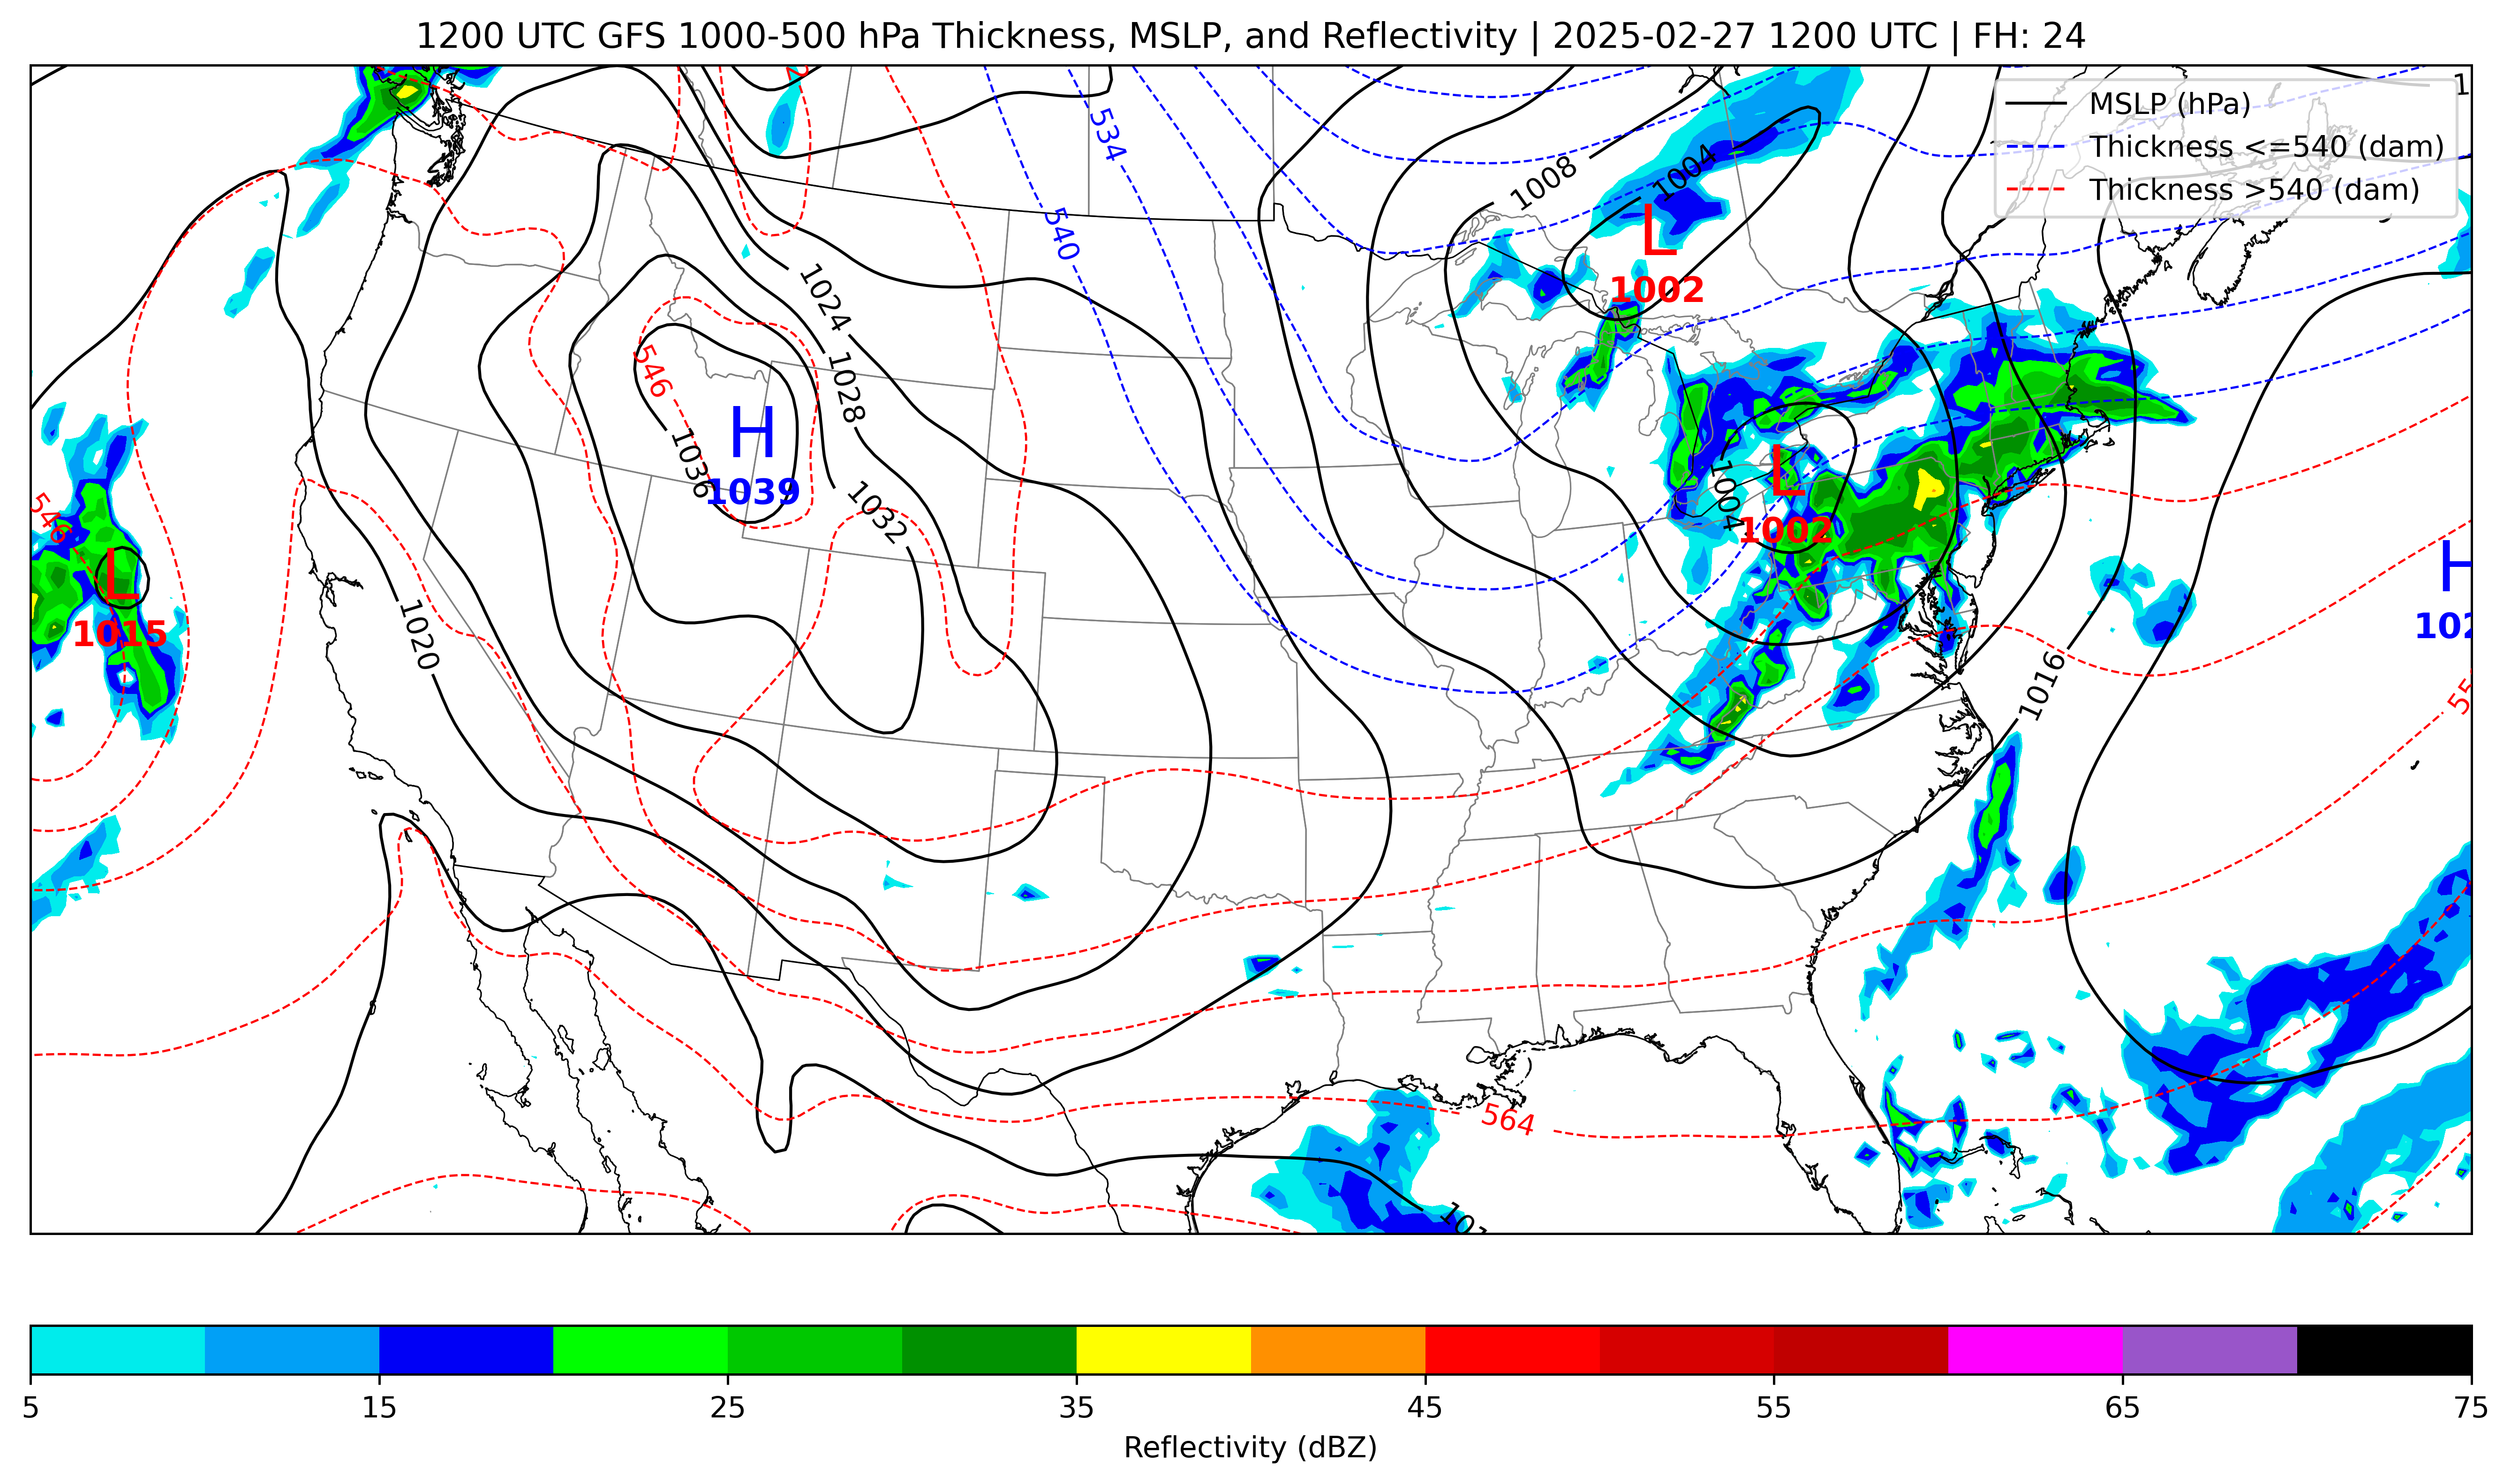 1200 UTC GFS 1000-500 hPa Thickness, MSLP, and Reflectivity | 2025-02-27 1200 UTC | FH: 24
MSLP (hPa)
Thickness <=540 (dam)
Thickness >540 (dam)
534
1008
1004
540
L
1002
1024
1028
546
H
1039
1036
1032
L
1002
1004
546
L
1015
1020
H
1016
564
5
15
25
35
45
55
65
75
Reflectivity (dBZ)